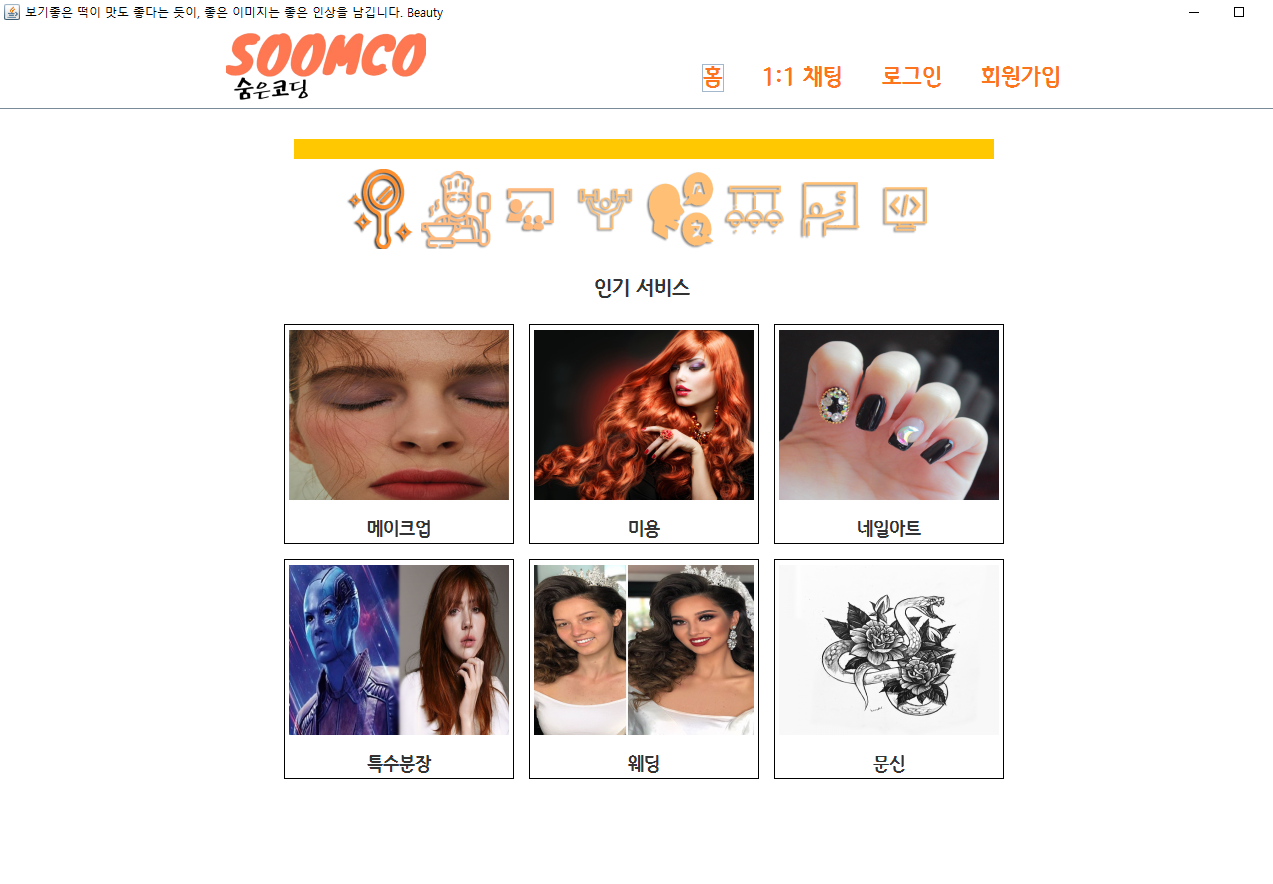 보기좋은 떡이 맛도 좋다는 듯이, 좋은 이미지는 좋은 인상을 남깁니다. Beauty
SOOMCO
숨은코딩
홈 1:1 채팅 로그인 회원가입
A
Z
S
</>
인기 서비스
메이크업 미용 네일아트
특수분장 웨딩 문신